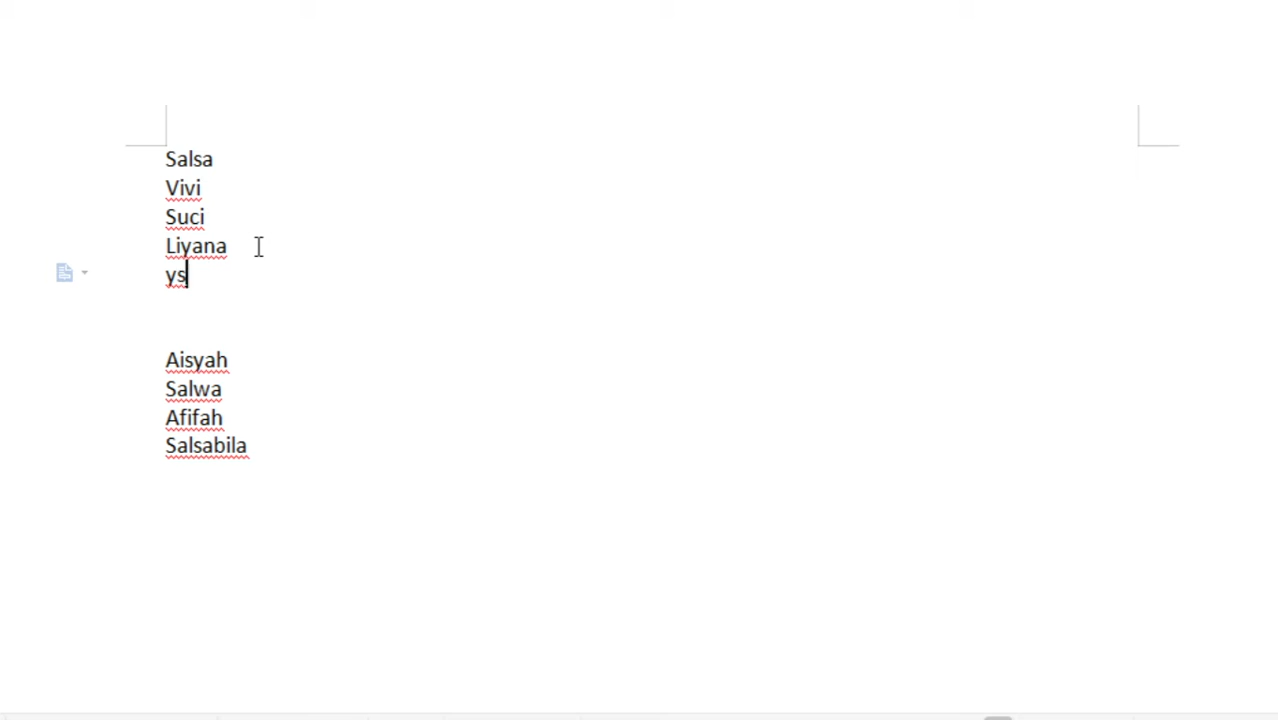 Salsa
Vivi
Suci
Liyana
ys
Aisyah
Salwa
Afifah
Salsabila